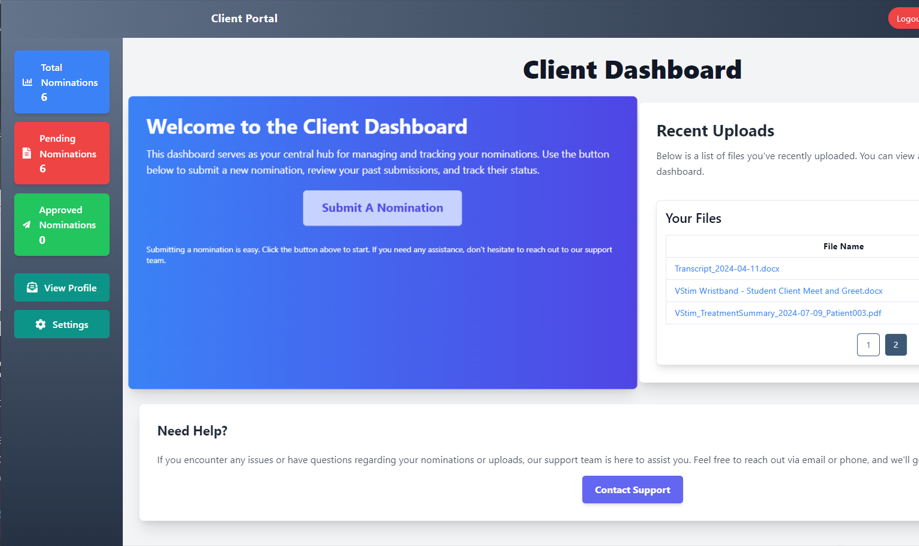 Client Portal
Total
Nominations
6
Pending
Nominations
6
Approved
Nominations
0
View Profile
Settings
Client Dashboard
Welcome to the Client Dashboard
This dashboard serves as your central hub for managing and tracking your nominations. Use the button
below to submit a new nomination, review your past submissions, and track their status.
Submit A Nomination
Submitting a nomination is easy. Click the button above to start. If you need any assistance, don't hesitate to reach out to our support
team.
Recent Uploads
Below is a list of files you've recently uploaded. You can view
dashboard.
Your Files
File Name
Transcript_2024-04-11.docx
VStim Wristband - Student Client Meet and Greet.docx
VStim_TreatmentSummary_2024-07-09_Patient003.pdf
1
2
Need Help?
If you encounter any issues or have questions regarding your nominations or uploads, our support team is here to assist you. Feel free to reach out via email or phone, and we'll
Contact Support